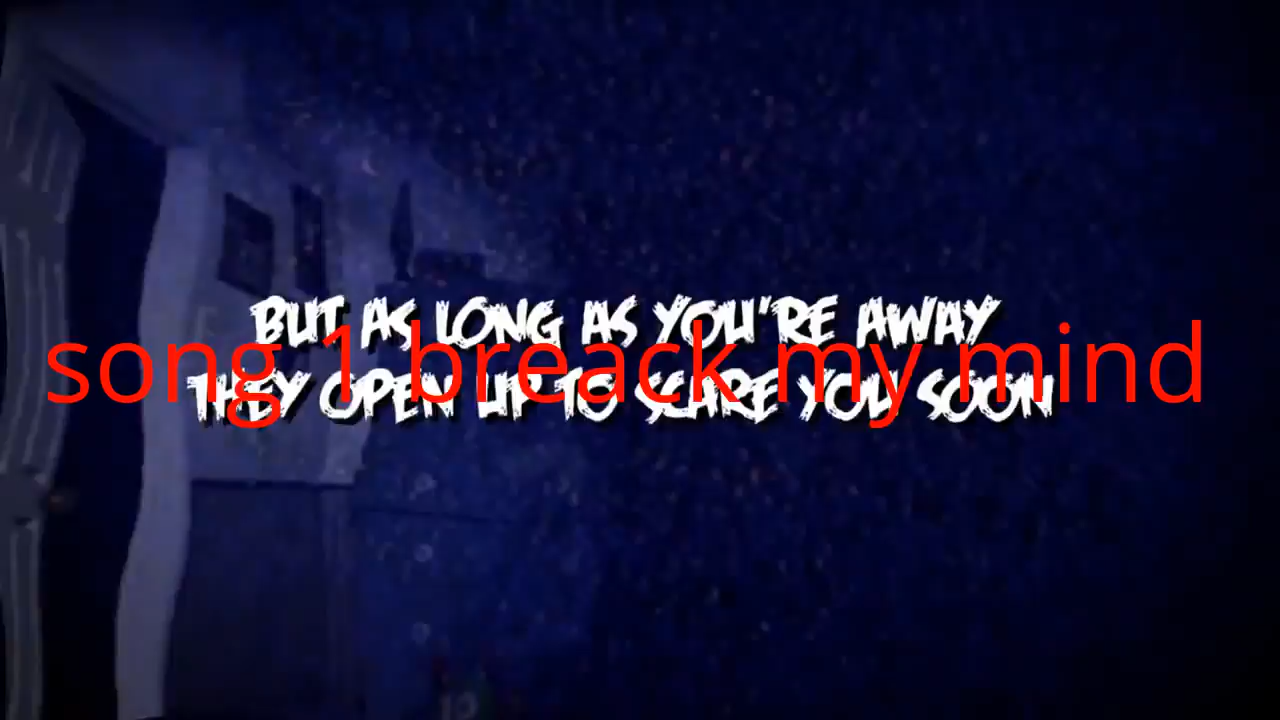 BUT AS LONG AS YOU'RE AWAY
song 1 breack my mind
THEY OPEN UP TO SCARE YOU SOON